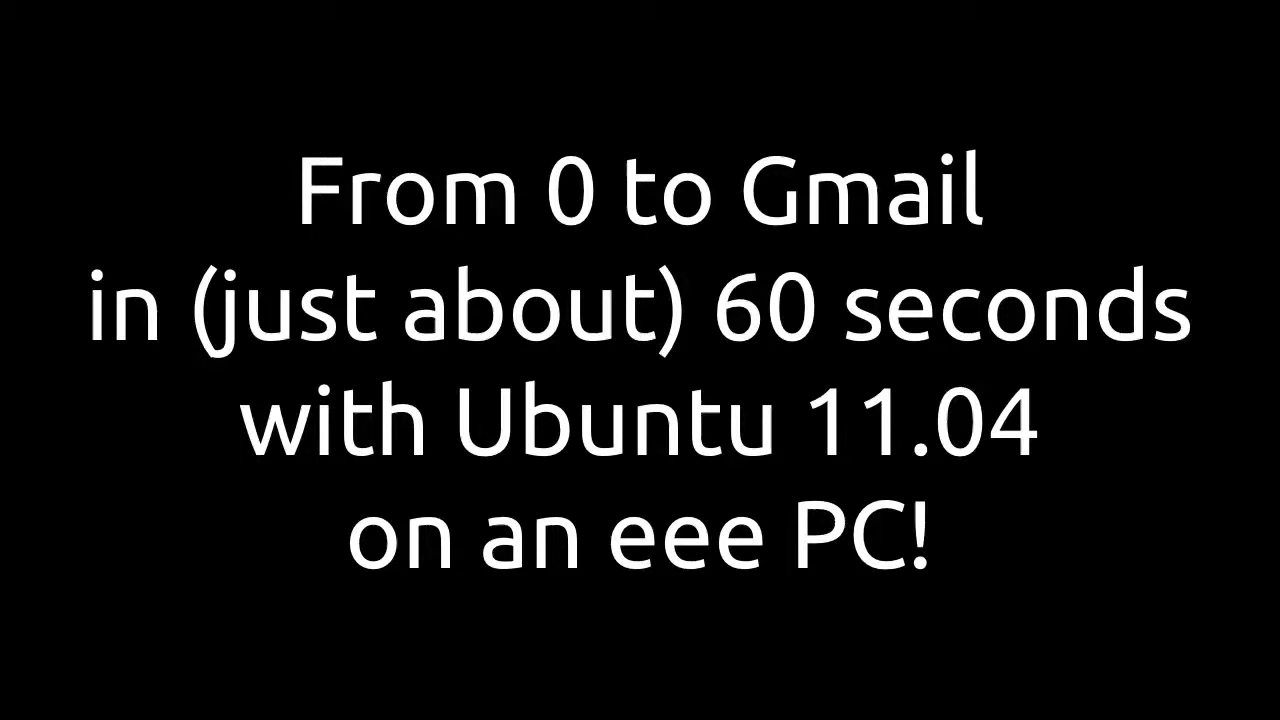 From 0 to Gmail
in (just about) 60 seconds
with Ubuntu 11.04
on an eee PC!